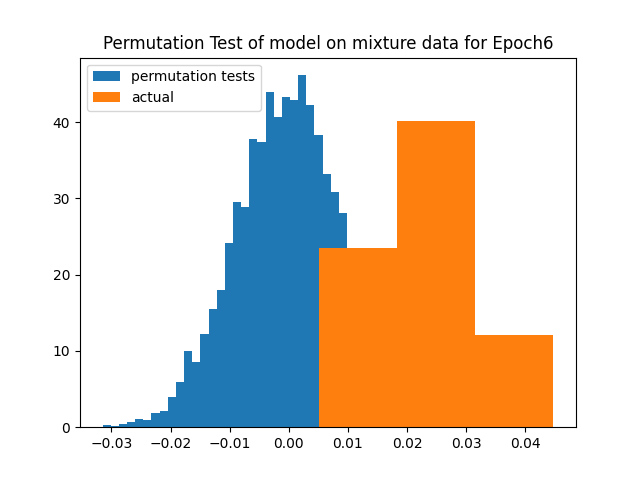 Permutation Test of model on mixture data for Epoch6
permutation tests
actual
40
30
20
10
0
−0.03 −0.02 −0.01 0.00 0.01 0.02 0.03 0.04